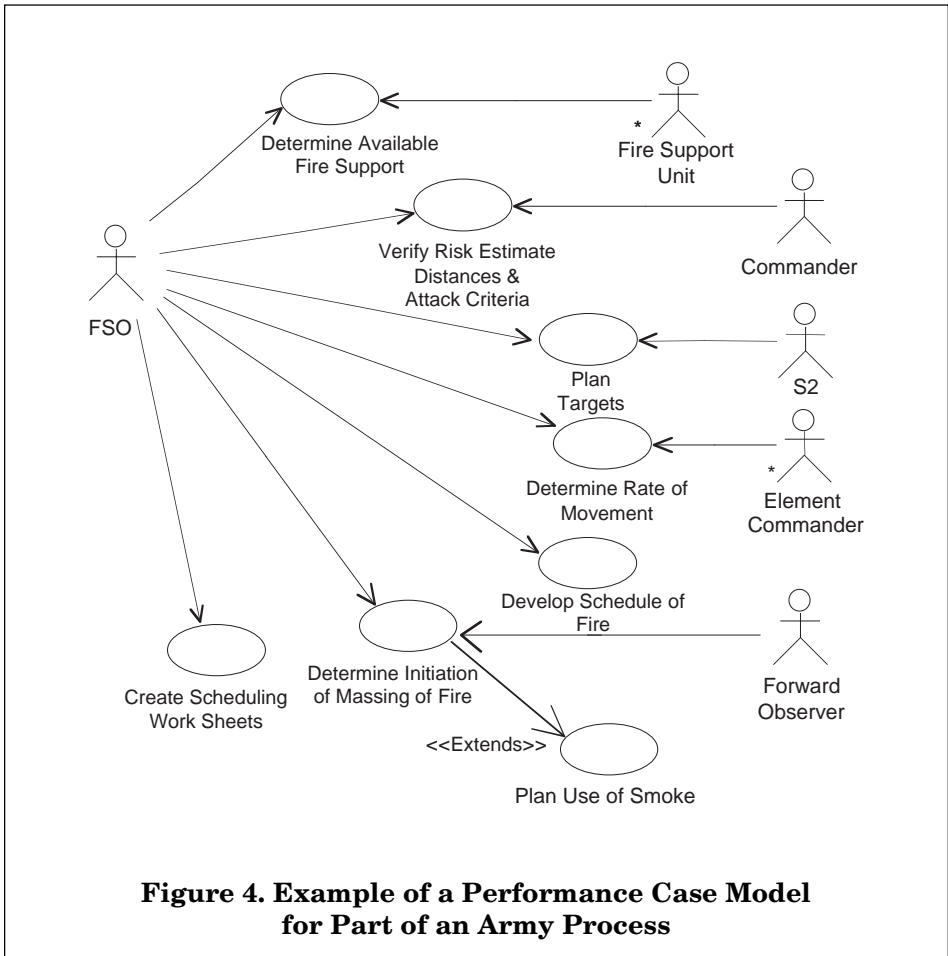 Determine Available
Fire Support
*
Fire Support
Unit
Verify Risk Estimate
Distances &
Attack Criteria
Commander
FSO
Plan
Targets
S2
Determine Rate of
Movement
*
Element
Commander
Develop Schedule of
Fire
Create Scheduling
Work Sheets
Determine Initiation
of Massing of Fire
Forward
Observer
<<Extends>>
Plan Use of Smoke
Figure 4. Example of a Performance Case Model
for Part of an Army Process